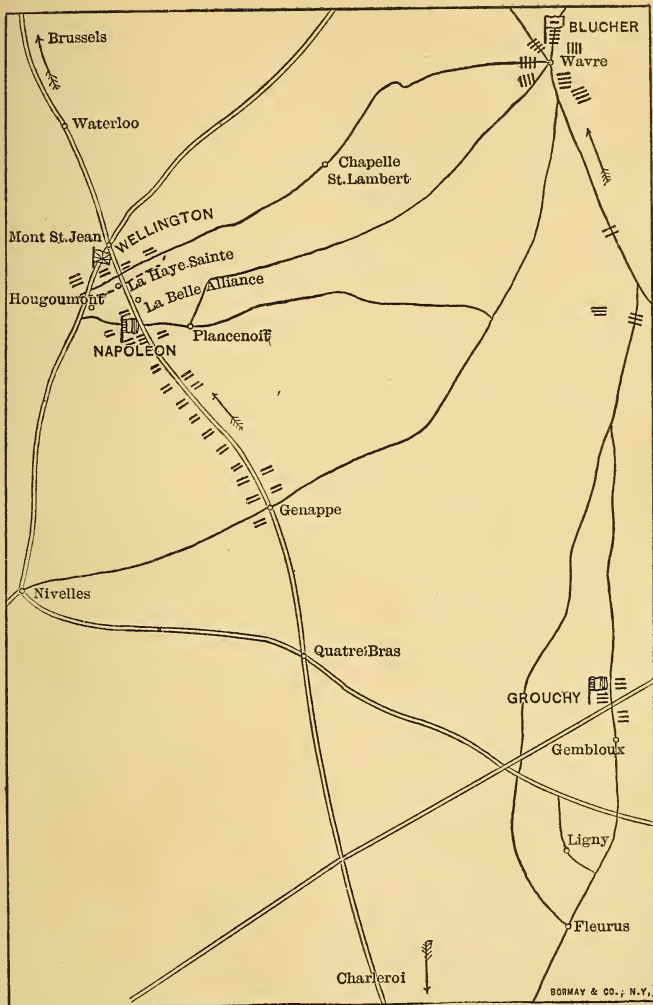 Brussels
BLUCHER
Wavre
Waterloo
Chapelle
St. Lambert
Mont St. Jean
WELLINGTON
La Haye Sainte
Hougoumont
La Belle Alliance
Plancenoit
NAPOLEON
Genappe
Nivelles
Quatre Bras
GROUCHY
Gembloux
Ligny
Fleurus
Charleroi
BORMAY & CO., N.Y.